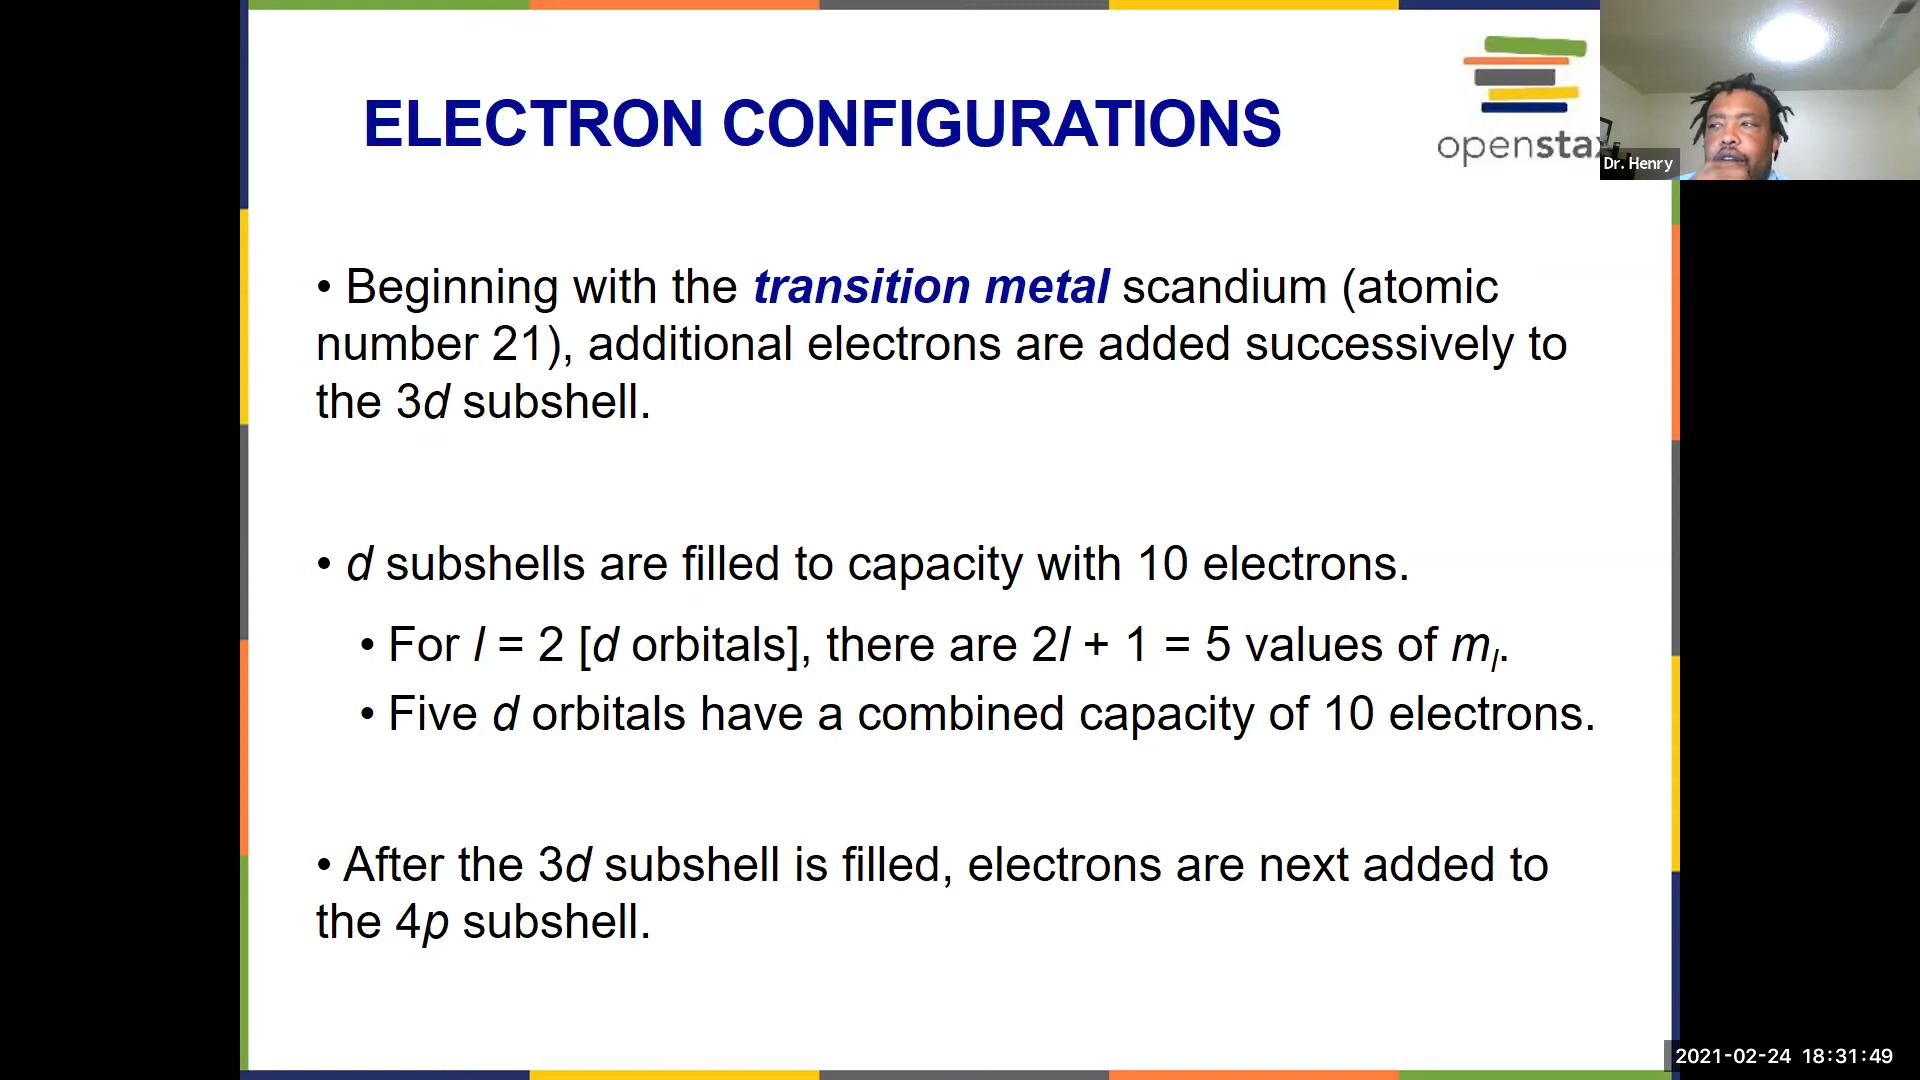 ELECTRON CONFIGURATIONS
openstax
Dr. Henry
• Beginning with the transition metal scandium (atomic
number 21), additional electrons are added successively to
the 3d subshell.
• d subshells are filled to capacity with 10 electrons.
• For l = 2 [d orbitals], there are 2l + 1 = 5 values of mₗ.
• Five d orbitals have a combined capacity of 10 electrons.
• After the 3d subshell is filled, electrons are next added to
the 4p subshell.
2021-02-24 18:31:49